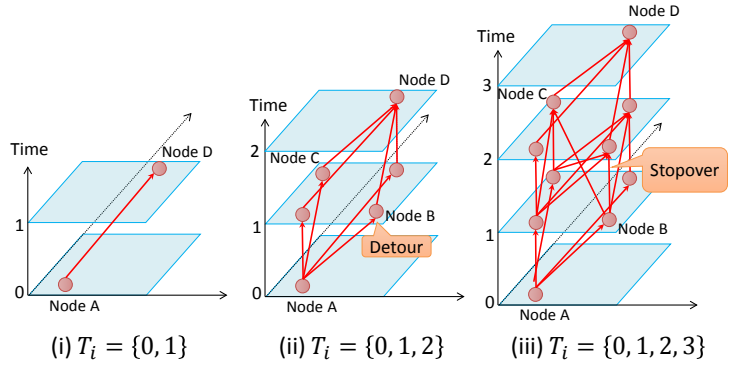 Time
1
0
Node D
Node A
(i) T_i = {0, 1}
Time
2
1
0
Node D
Node C
Node B
Detour
Node A
(ii) T_i = {0, 1, 2}
Time
3
2
1
0
Node D
Node C
Stopover
Node B
Node A
(iii) T_i = {0, 1, 2, 3}